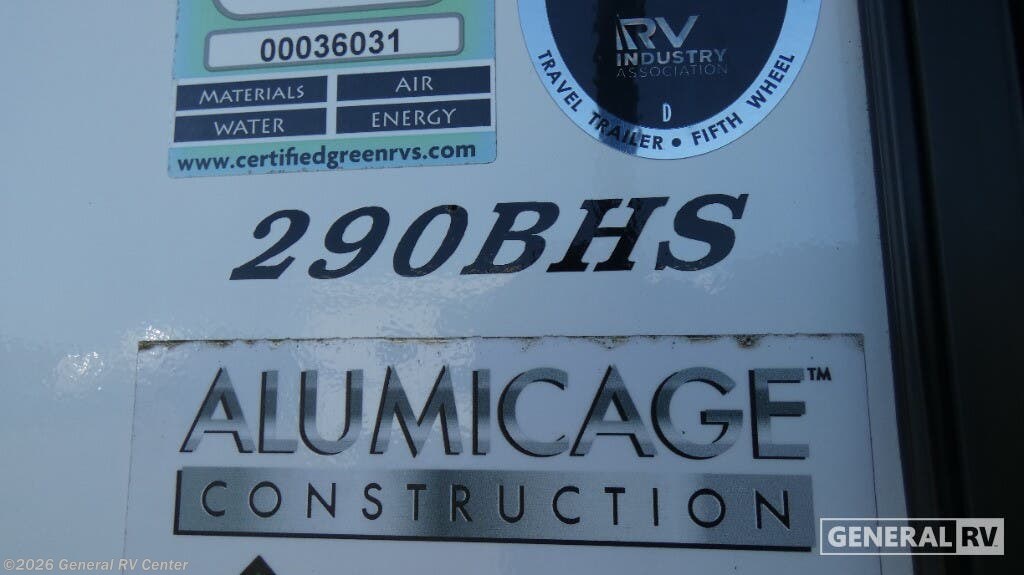 00036031
MATERIALS
AIR
WATER
ENERGY
www.certifiedgreenrvs.com
RV
INDUSTRY
ASSOCIATION
D
TRAVEL TRAILER • FIFTH WHEEL
290BHS
ALUMICAGE™
CONSTRUCTION
GENERAL RV
©2026 General RV Center